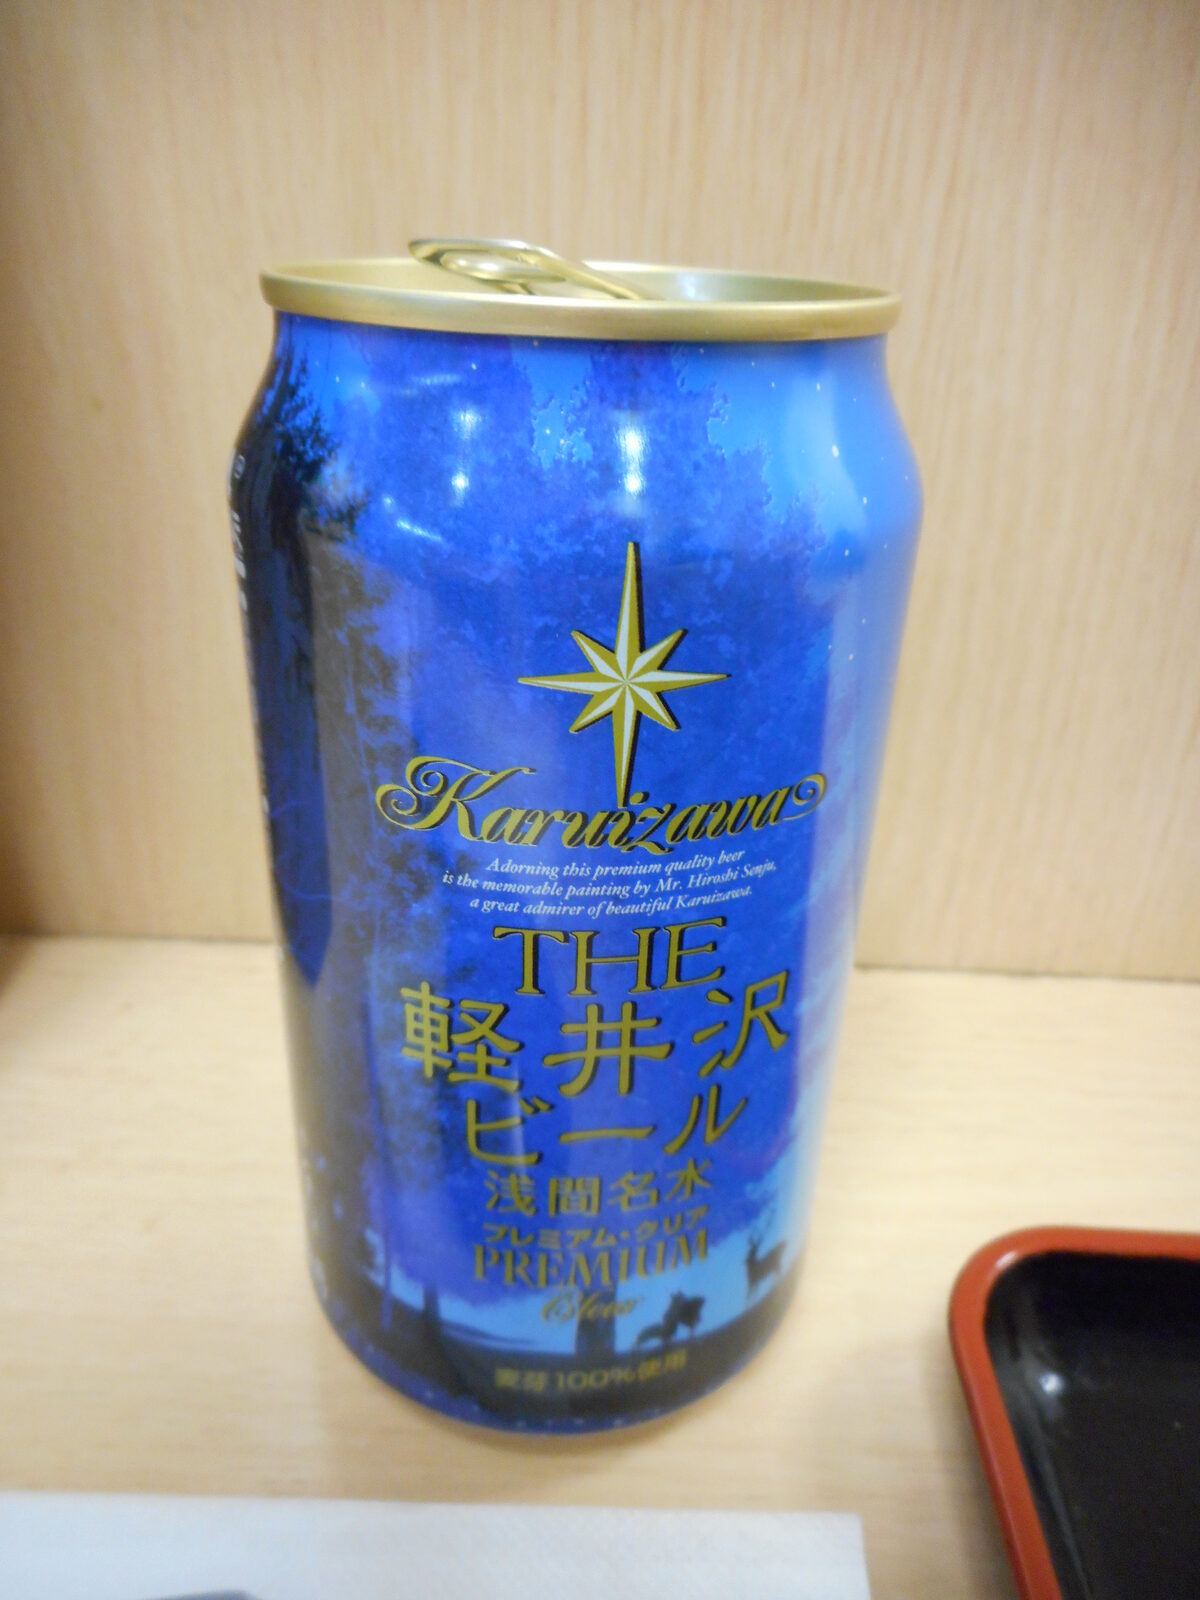 Karuizawa
Adorning this premium quality beer
is the memorable painting by Mr. Hiroshi Senju,
a great admirer of beautiful Karuizawa.
THE
軽井沢
ビール
浅間名水
プレミアム・クリア
PREMIUM
Clear
麦芽100%使用